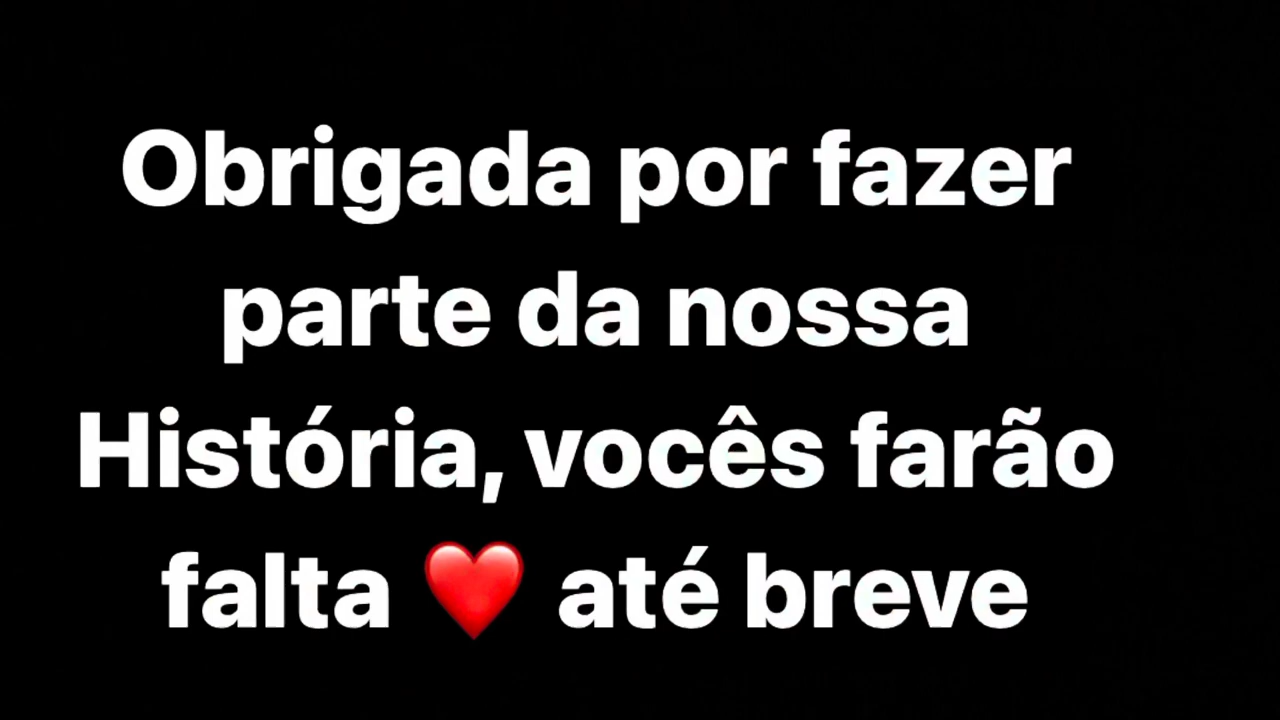 Obrigada por fazer
parte da nossa
História, vocês farão
falta ❤️ até breve